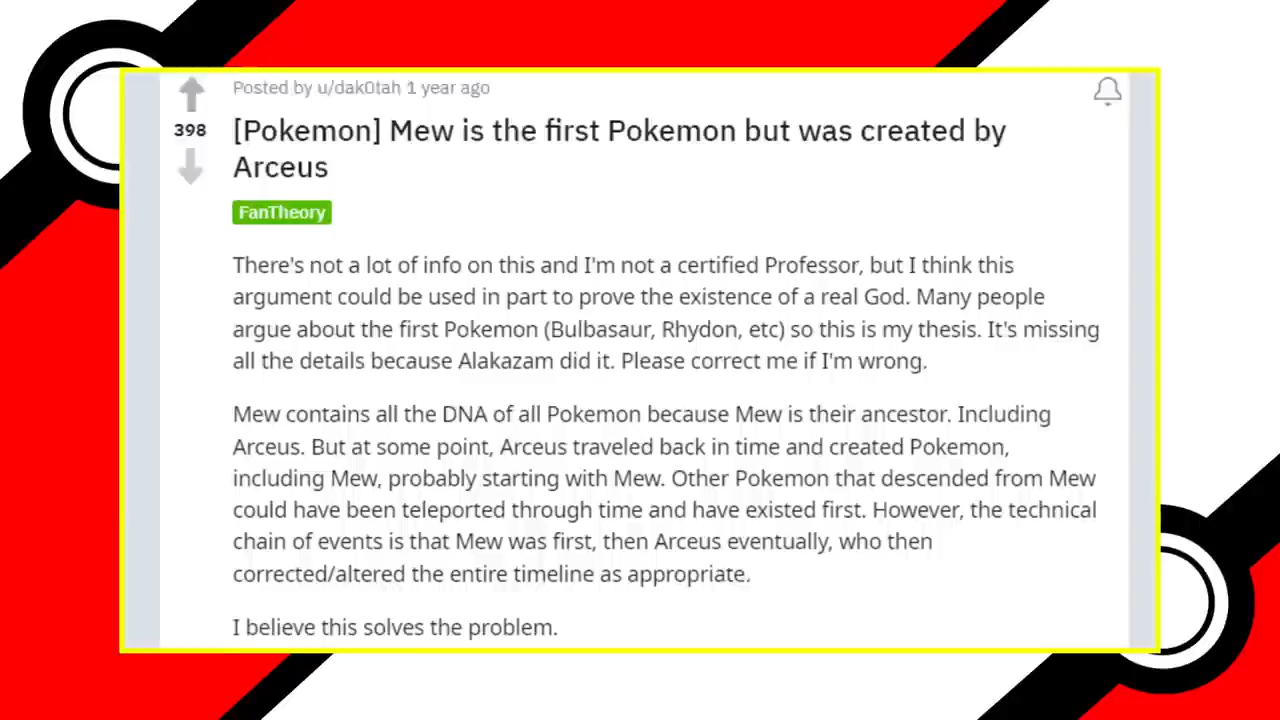 Posted by u/dak0tah 1 year ago
398
[Pokemon] Mew is the first Pokemon but was created by
Arceus
FanTheory
There's not a lot of info on this and I'm not a certified Professor, but I think this
argument could be used in part to prove the existence of a real God. Many people
argue about the first Pokemon (Bulbasaur, Rhydon, etc) so this is my thesis. It's missing
all the details because Alakazam did it. Please correct me if I'm wrong.
Mew contains all the DNA of all Pokemon because Mew is their ancestor. Including
Arceus. But at some point, Arceus traveled back in time and created Pokemon,
including Mew, probably starting with Mew. Other Pokemon that descended from Mew
could have been teleported through time and have existed first. However, the technical
chain of events is that Mew was first, then Arceus eventually, who then
corrected/altered the entire timeline as appropriate.
I believe this solves the problem.